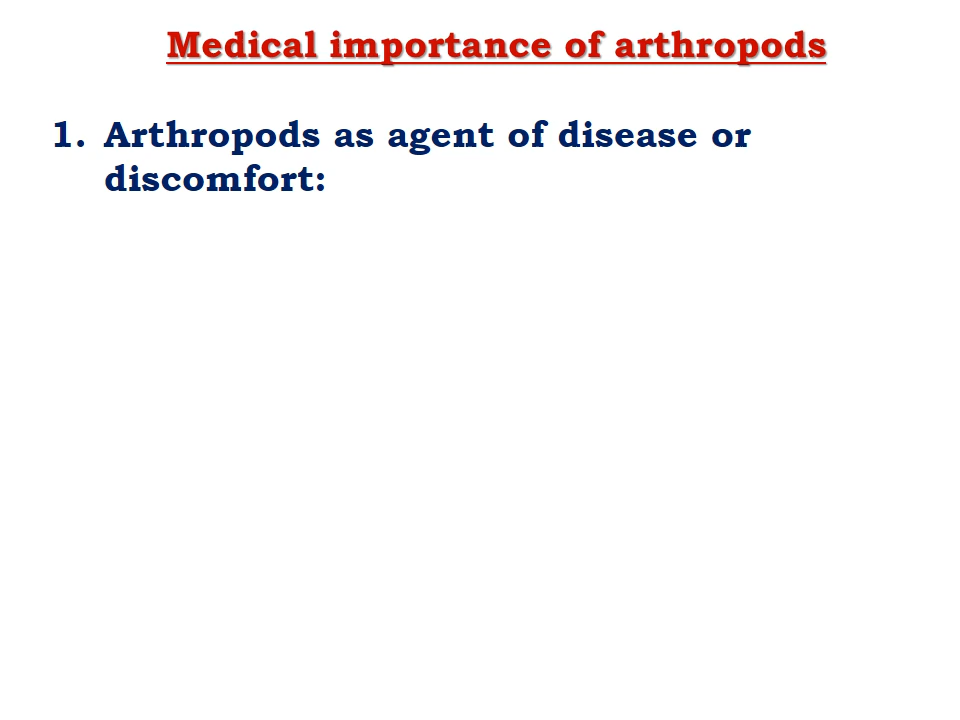 Medical importance of arthropods
1. Arthropods as agent of disease or
discomfort: